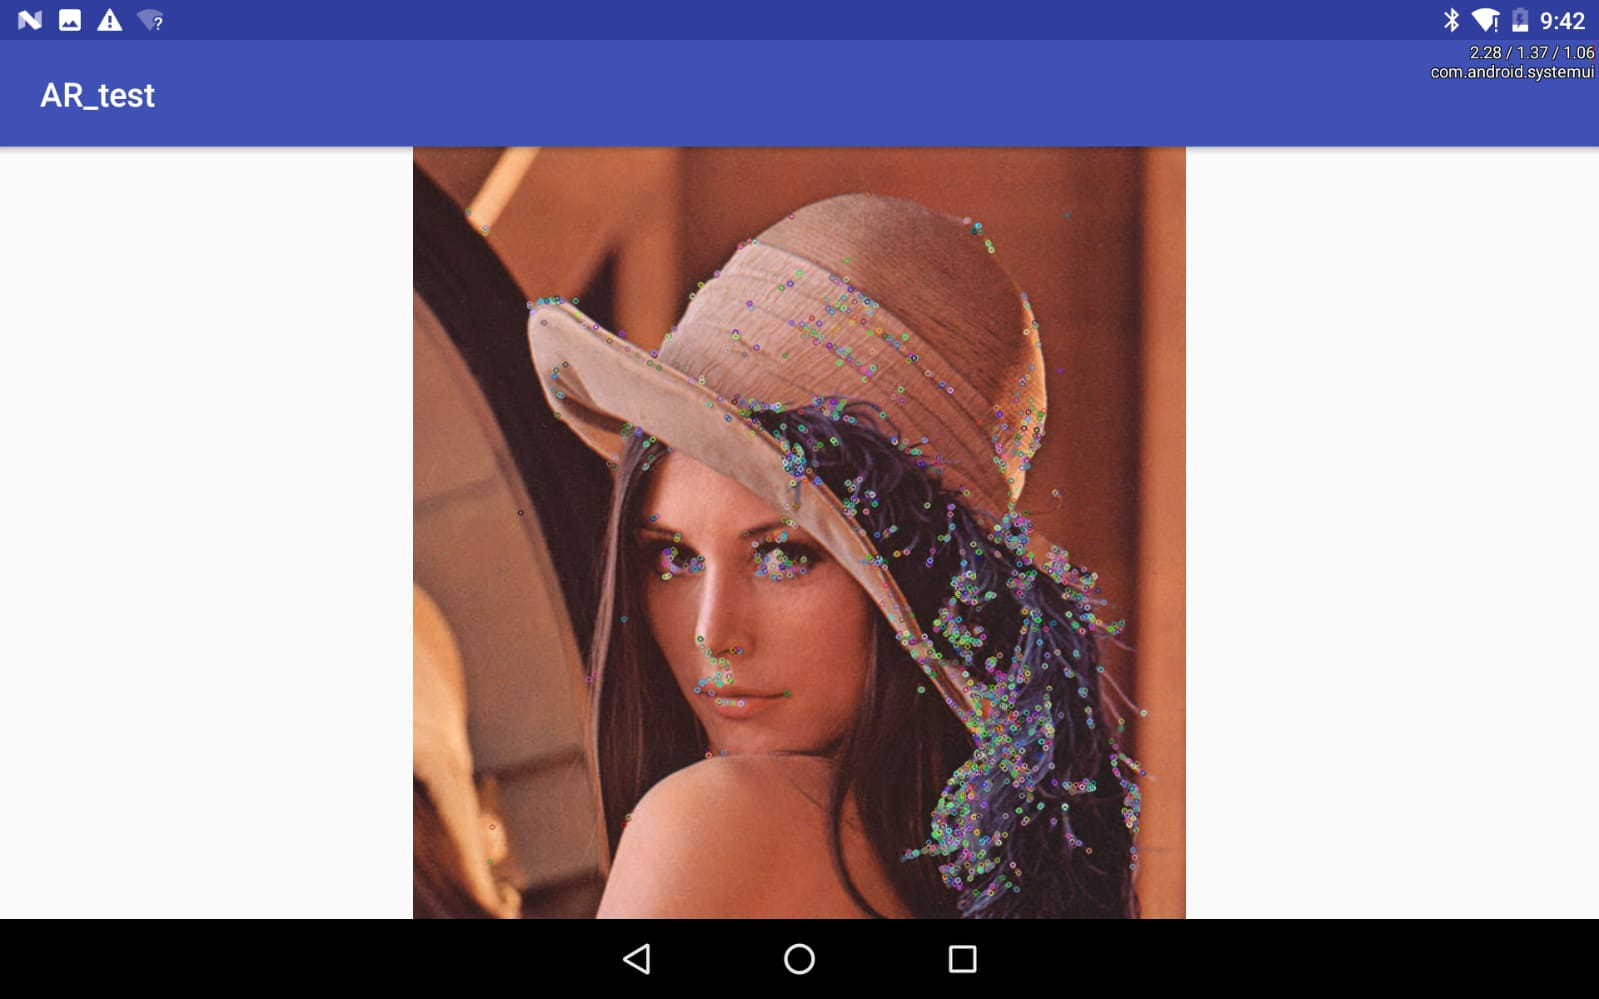 9:42
2.28 / 1.37 / 1.06
com.android.systemui
AR_test